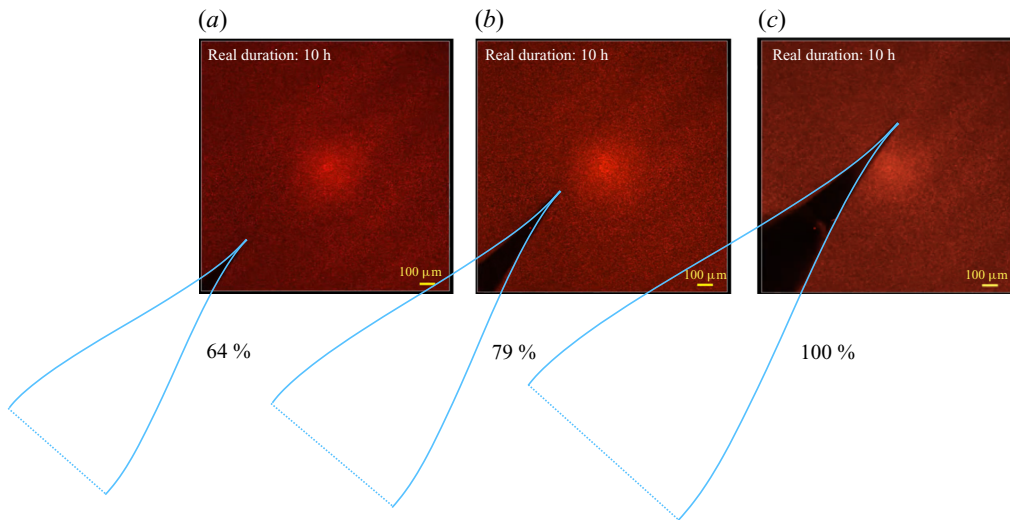 (a)
(b)
(c)
Real duration: 10 h
Real duration: 10 h
Real duration: 10 h
100 μm
100 μm
100 μm
64 %
79 %
100 %